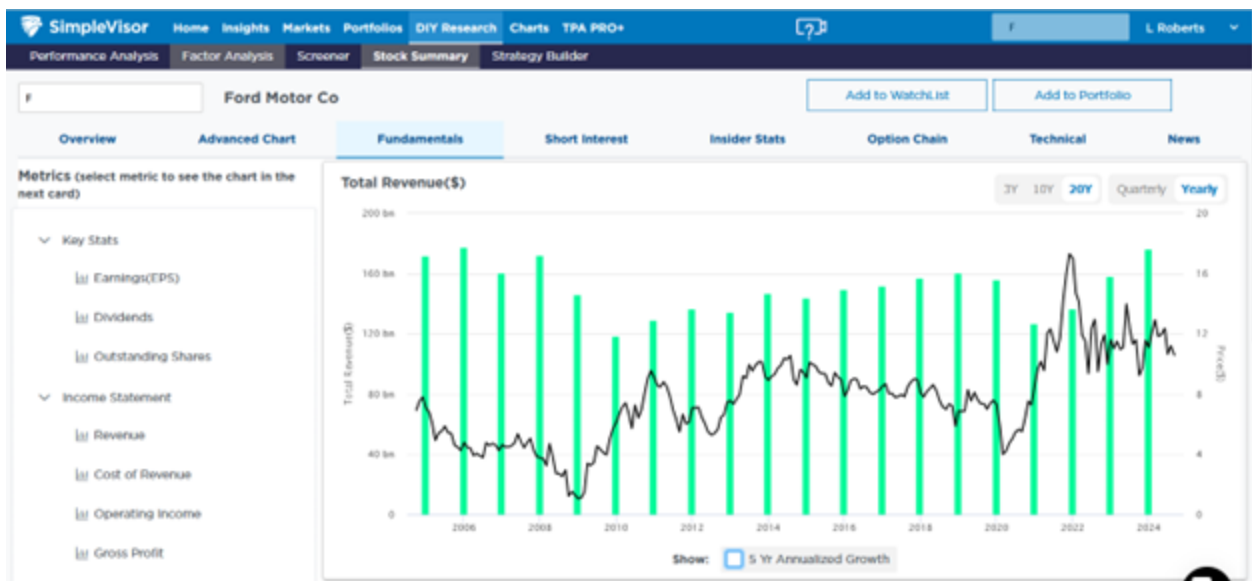 SimpleVisor Home Insights Markets Portfolios DIY Research Charts TPA PRO+ ? F L Roberts
Performance Analysis Factor Analysis Screener Stock Summary Strategy Builder
F Ford Motor Co Add to WatchList Add to Portfolio
Overview Advanced Chart Fundamentals Short Interest Insider Stats Option Chain Technical News
Metrics (select metric to see the chart in the
next card)
Key Stats
Earnings(EPS)
Dividends
Outstanding Shares
Income Statement
Revenue
Cost of Revenue
Operating Income
Gross Profit
Total Revenue($)
3Y 10Y 20Y Quarterly Yearly
200 bn 20
160 bn 16
120 bn 12
80 bn 8
40 bn 4
0 0
Total Revenue($)
Price($)
2006 2008 2010 2012 2014 2016 2018 2020 2022 2024
Show: 5 Yr Annualized Growth